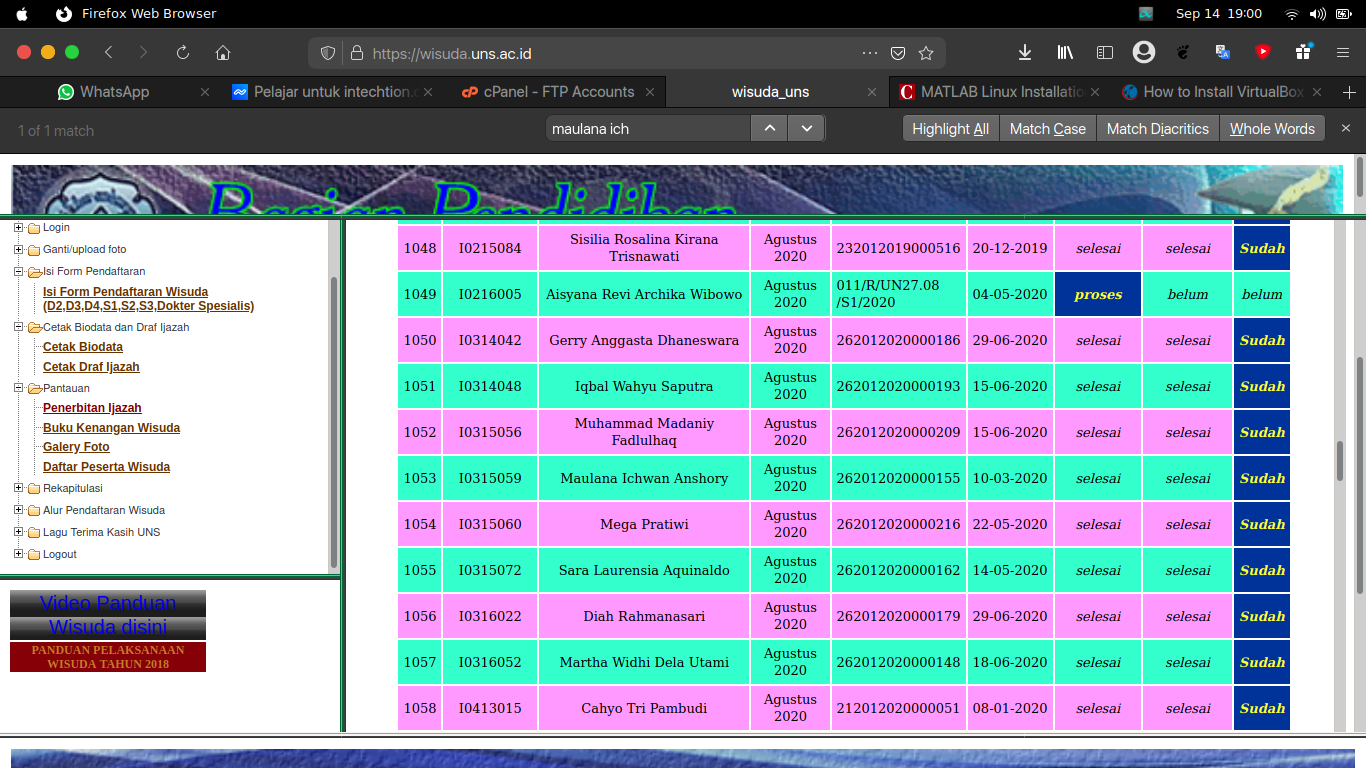 Firefox Web Browser
Sep 14 19:00
https://wisuda.uns.ac.id
WhatsApp
Pelajar untuk intechtion.
cPanel - FTP Accounts
wisuda_uns
MATLAB Linux Installatio
How to Install VirtualBox
1 of 1 match
maulana ich
Highlight All
Match Case
Match Diacritics
Whole Words
Bagian Pendidikan
Login
Ganti/upload foto
Isi Form Pendaftaran
Isi Form Pendaftaran Wisuda
(D2,D3,D4,S1,S2,S3,Dokter Spesialis)
Cetak Biodata dan Draf Ijazah
Cetak Biodata
Cetak Draf Ijazah
Pantauan
Penerbitan Ijazah
Buku Kenangan Wisuda
Galery Foto
Daftar Peserta Wisuda
Rekapitulasi
Alur Pendaftaran Wisuda
Lagu Terima Kasih UNS
Logout
Video Panduan
Wisuda disini
PANDUAN PELAKSANAAN
WISUDA TAHUN 2018
1048 I0215084 Sisilia Rosalina Kirana Trisnawati Agustus 2020 232012019000516 20-12-2019 selesai selesai Sudah
1049 I0216005 Aisyana Revi Archika Wibowo Agustus 2020 011/R/UN27.08 /S1/2020 04-05-2020 proses belum belum
1050 I0314042 Gerry Anggasta Dhaneswara Agustus 2020 262012020000186 29-06-2020 selesai selesai Sudah
1051 I0314048 Iqbal Wahyu Saputra Agustus 2020 262012020000193 15-06-2020 selesai selesai Sudah
1052 I0315056 Muhammad Madaniy Fadlulhaq Agustus 2020 262012020000209 15-06-2020 selesai selesai Sudah
1053 I0315059 Maulana Ichwan Anshory Agustus 2020 262012020000155 10-03-2020 selesai selesai Sudah
1054 I0315060 Mega Pratiwi Agustus 2020 262012020000216 22-05-2020 selesai selesai Sudah
1055 I0315072 Sara Laurensia Aquinaldo Agustus 2020 262012020000162 14-05-2020 selesai selesai Sudah
1056 I0316022 Diah Rahmanasari Agustus 2020 262012020000179 29-06-2020 selesai selesai Sudah
1057 I0316052 Martha Widhi Dela Utami Agustus 2020 262012020000148 18-06-2020 selesai selesai Sudah
1058 I0413015 Cahyo Tri Pambudi Agustus 2020 212012020000051 08-01-2020 selesai selesai Sudah